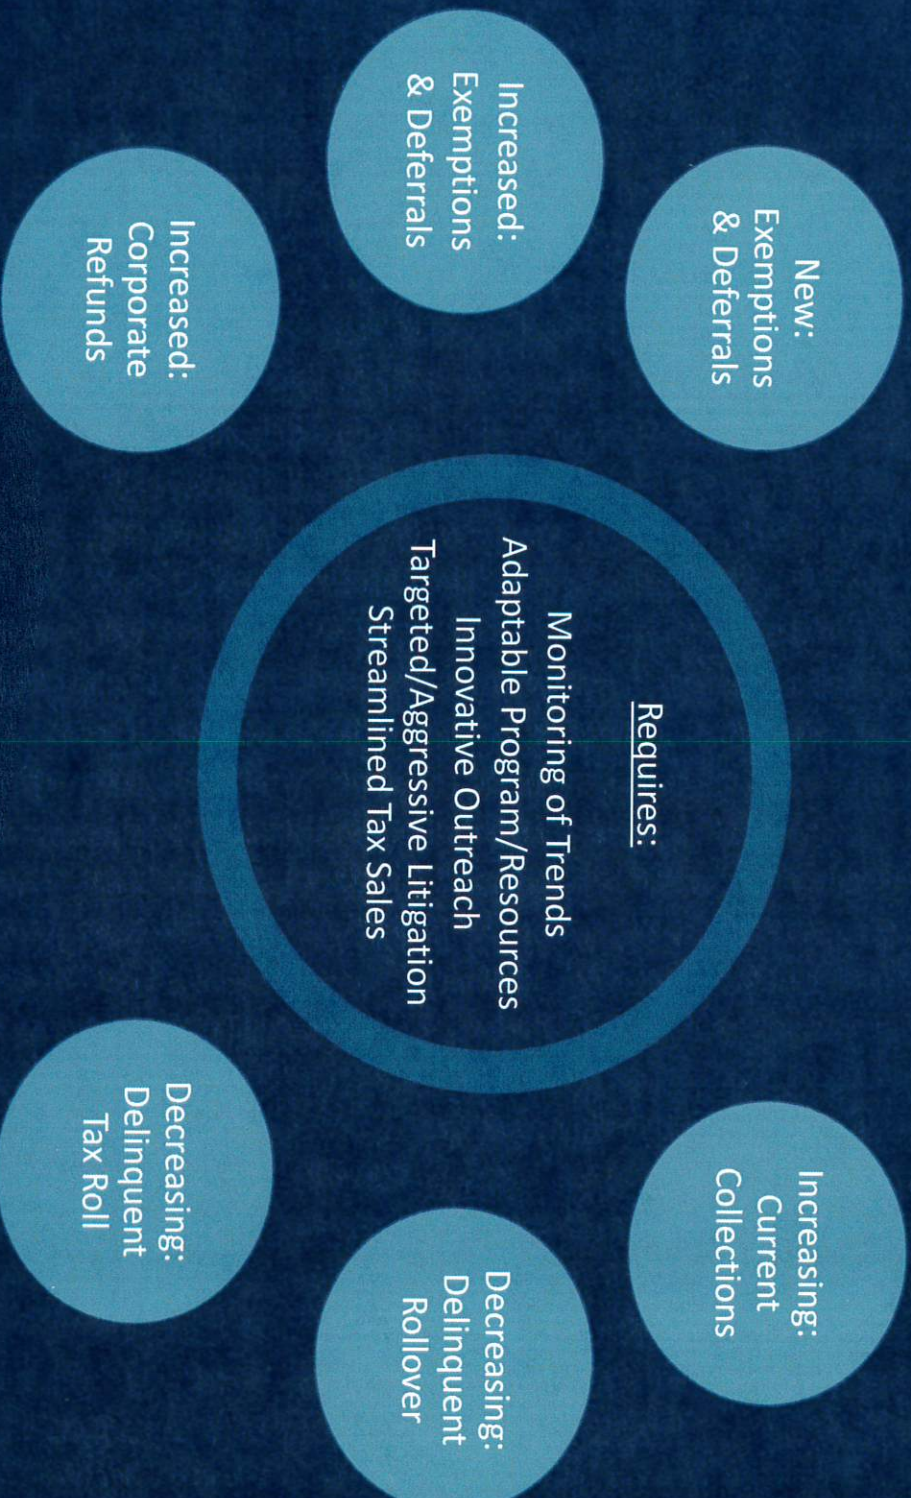 New:
Exemptions
& Deferrals
Increased:
Exemptions
& Deferrals
Increased:
Corporate
Refunds
Requires:
Monitoring of Trends
Adaptable Program/Resources
Innovative Outreach
Targeted/Aggressive Litigation
Streamlined Tax Sales
Increasing:
Current
Collections
Decreasing:
Delinquent
Rollover
Decreasing:
Delinquent
Tax Roll